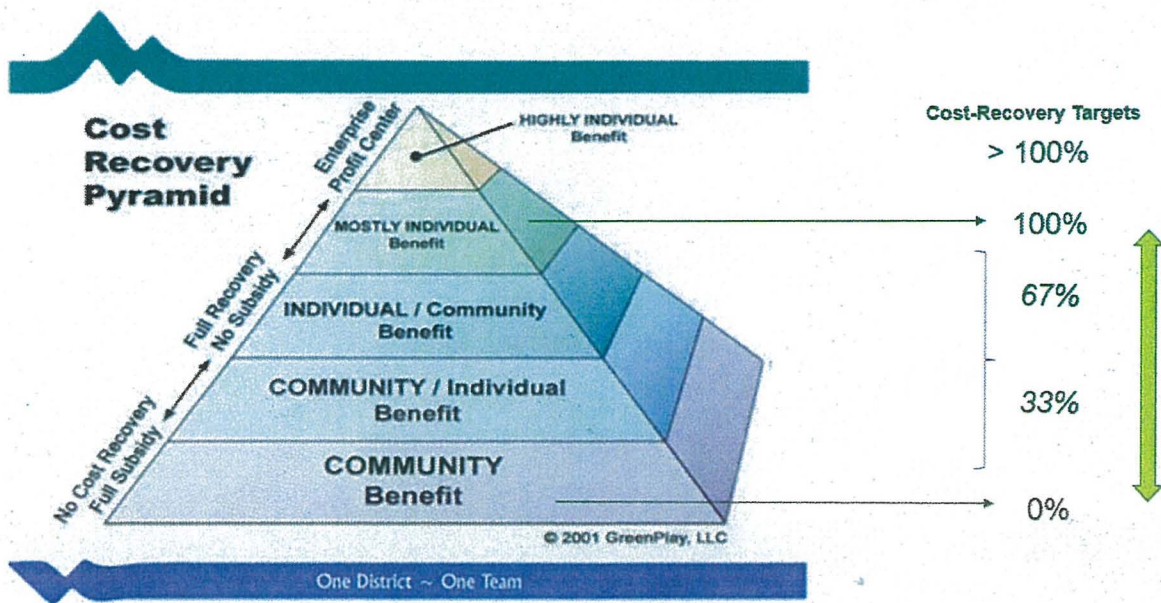 Cost
Recovery
Pyramid
Enterprise
Profit Center
HIGHLY INDIVIDUAL
Benefit
MOSTLY INDIVIDUAL
Benefit
Full Recovery
No Subsidy
INDIVIDUAL / Community
Benefit
COMMUNITY / Individual
Benefit
No Cost Recovery
Full Subsidy
COMMUNITY
Benefit
© 2001 GreenPlay, LLC
One District ~ One Team
Cost-Recovery Targets
> 100%
100%
67%
33%
0%